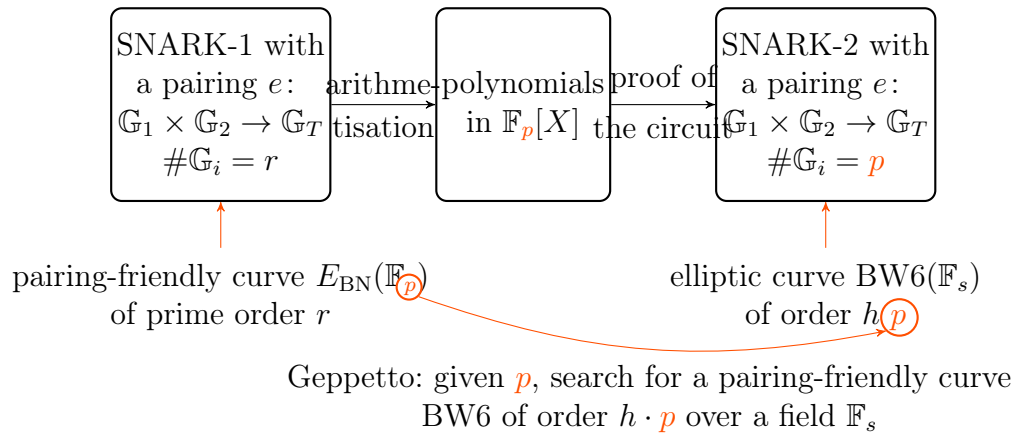 SNARK-1 with
a pairing e:
𝔾₁ × 𝔾₂ → 𝔾_T
#𝔾ᵢ = r
arithme-
tisation
polynomials
in 𝔽ₚ[X]
proof of
the circuit
SNARK-2 with
a pairing e:
𝔾₁ × 𝔾₂ → 𝔾_T
#𝔾ᵢ = p
pairing-friendly curve E_BN(𝔽ₚ)
of prime order r
elliptic curve BW6(𝔽ₛ)
of order h p
Geppetto: given p, search for a pairing-friendly curve
BW6 of order h · p over a field 𝔽ₛ